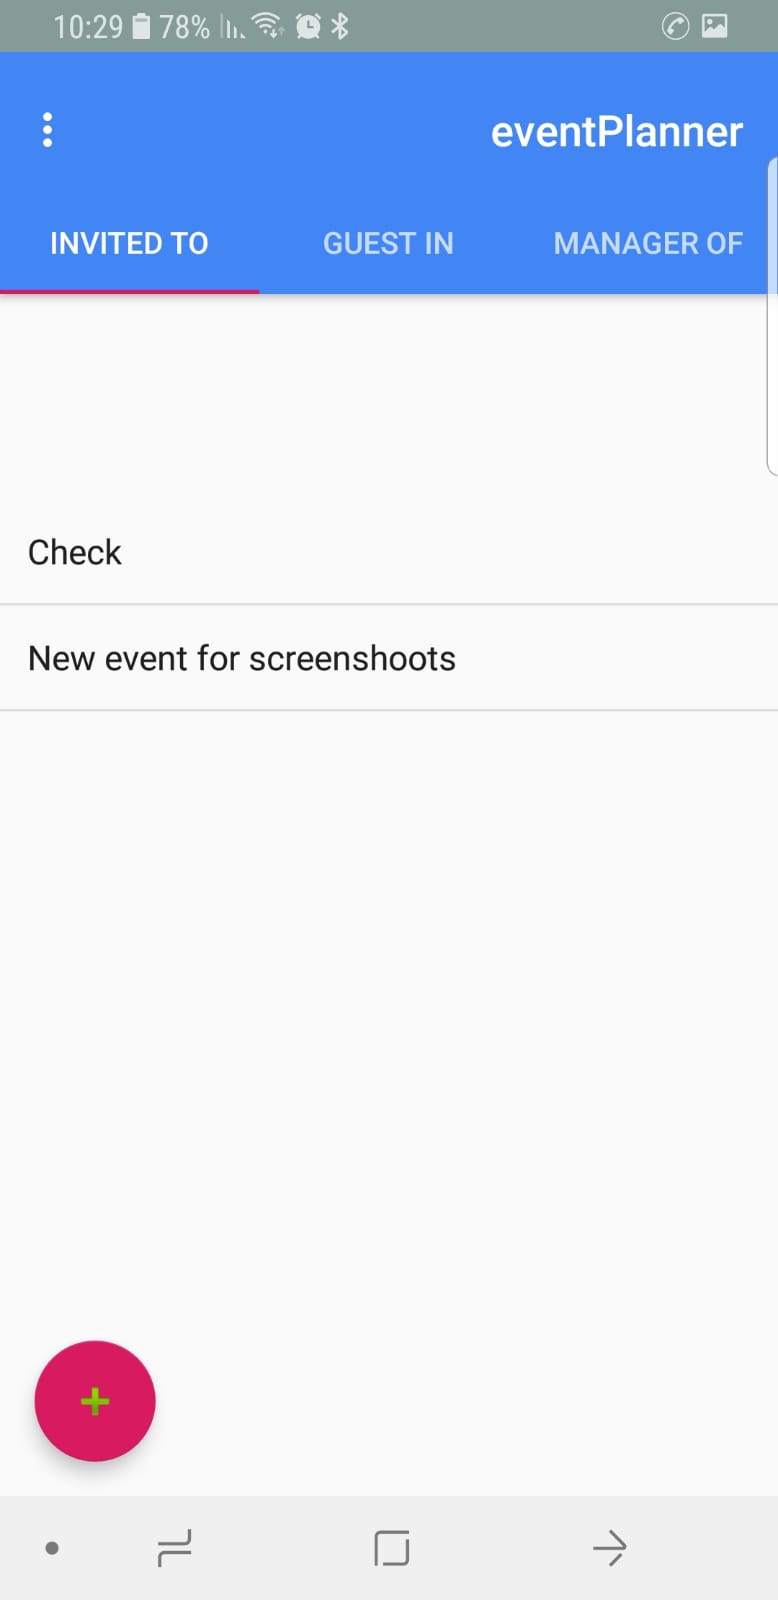 10:29 78%
eventPlanner
INVITED TO GUEST IN MANAGER OF
Check
New event for screenshoots